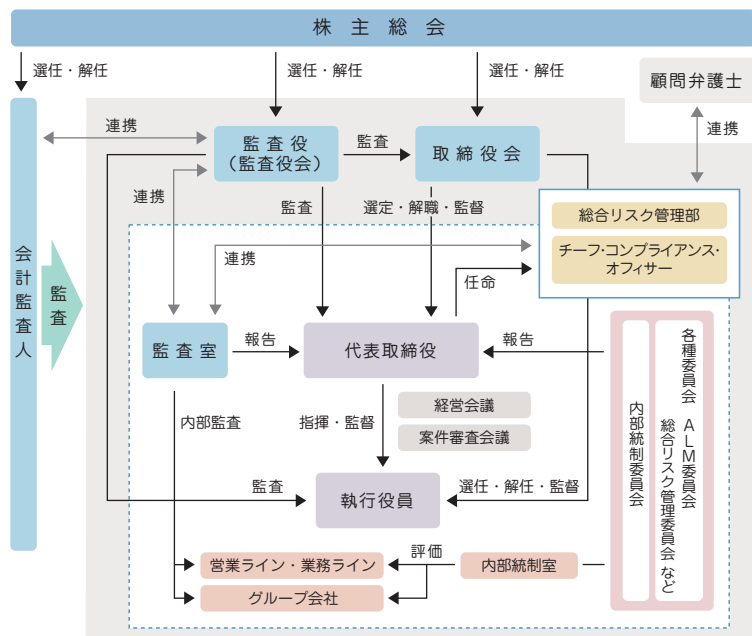 株主総会
選任・解任
選任・解任
選任・解任
顧問弁護士
連携
連携
監査役
（監査役会）
監査
取締役会
連携
監査
選定・解職・監督
総合リスク管理部
チーフ・コンプライアンス・
オフィサー
連携
任命
会計監査人
監査
監査室
報告
代表取締役
報告
各種委員会
ALM委員会
総合リスク管理委員会 など
内部統制委員会
内部監査
指揮・監督
経営会議
案件審査会議
監査
執行役員
選任・解任・監督
営業ライン・業務ライン
評価
内部統制室
グループ会社